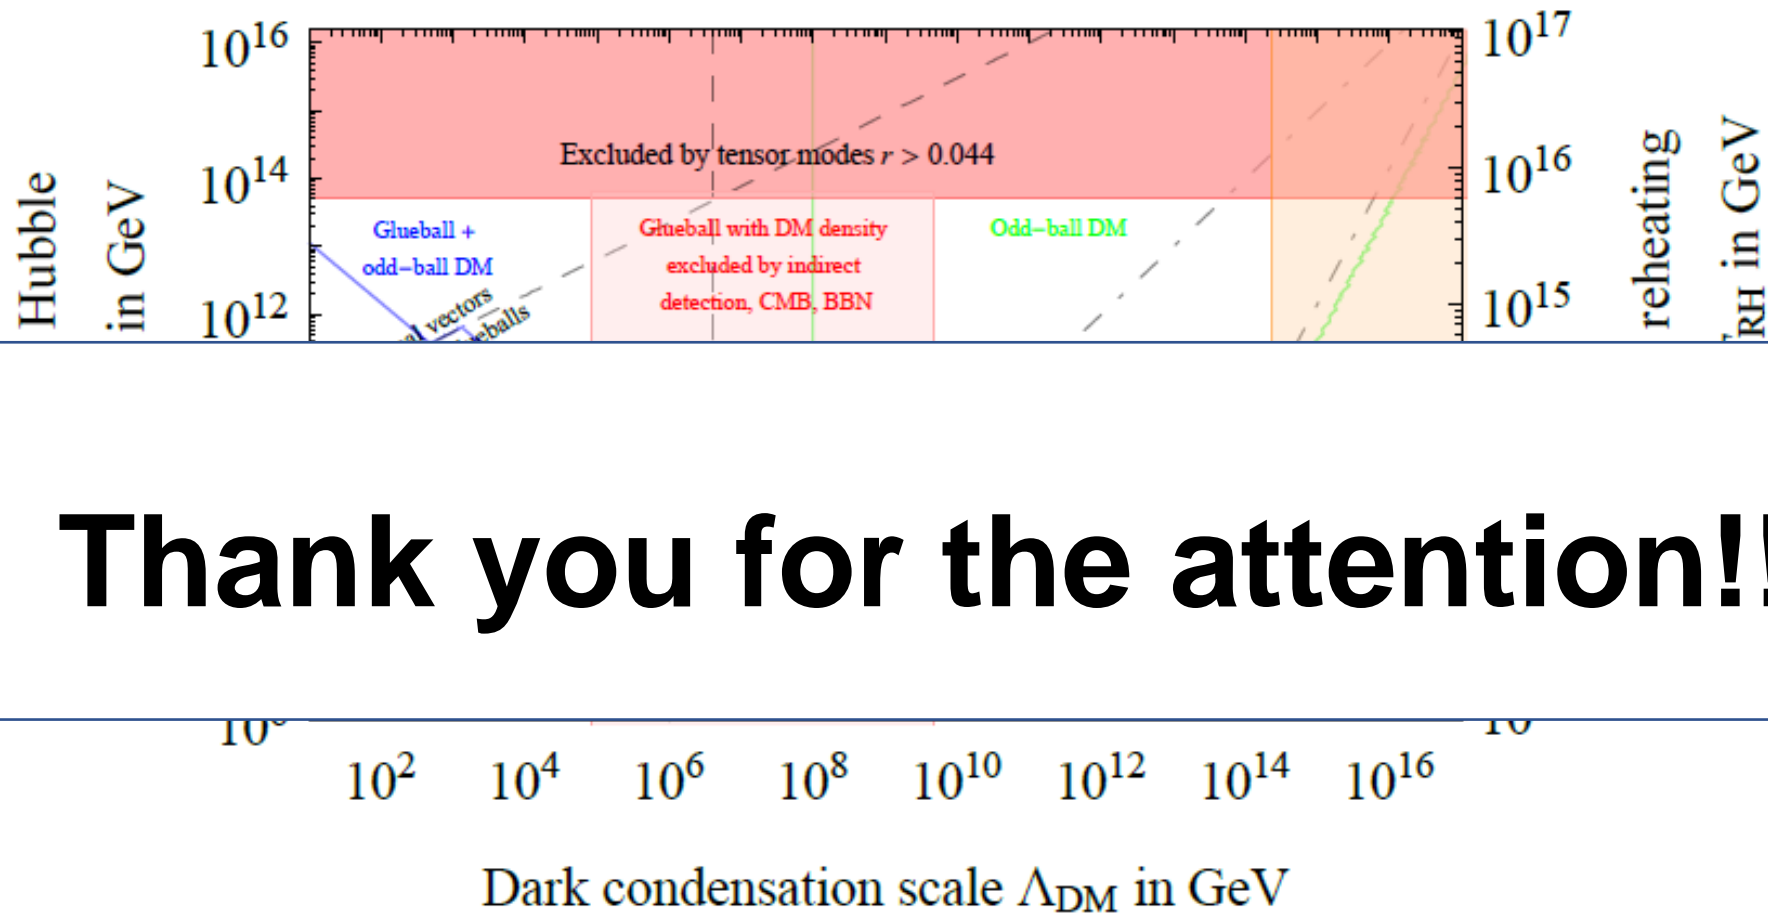 10^16
10^17
Excluded by tensor modes r > 0.044
10^14
10^16
Hubble
in GeV
reheating
RH in GeV
Glueball +
odd−ball DM
Glueball with DM density
excluded by indirect
detection, CMB, BBN
Odd−ball DM
10^12
10^15
vectors
Thank you for the attention!!
10^2 10^4 10^6 10^8 10^10 10^12 10^14 10^16
Dark condensation scale ΛDM in GeV